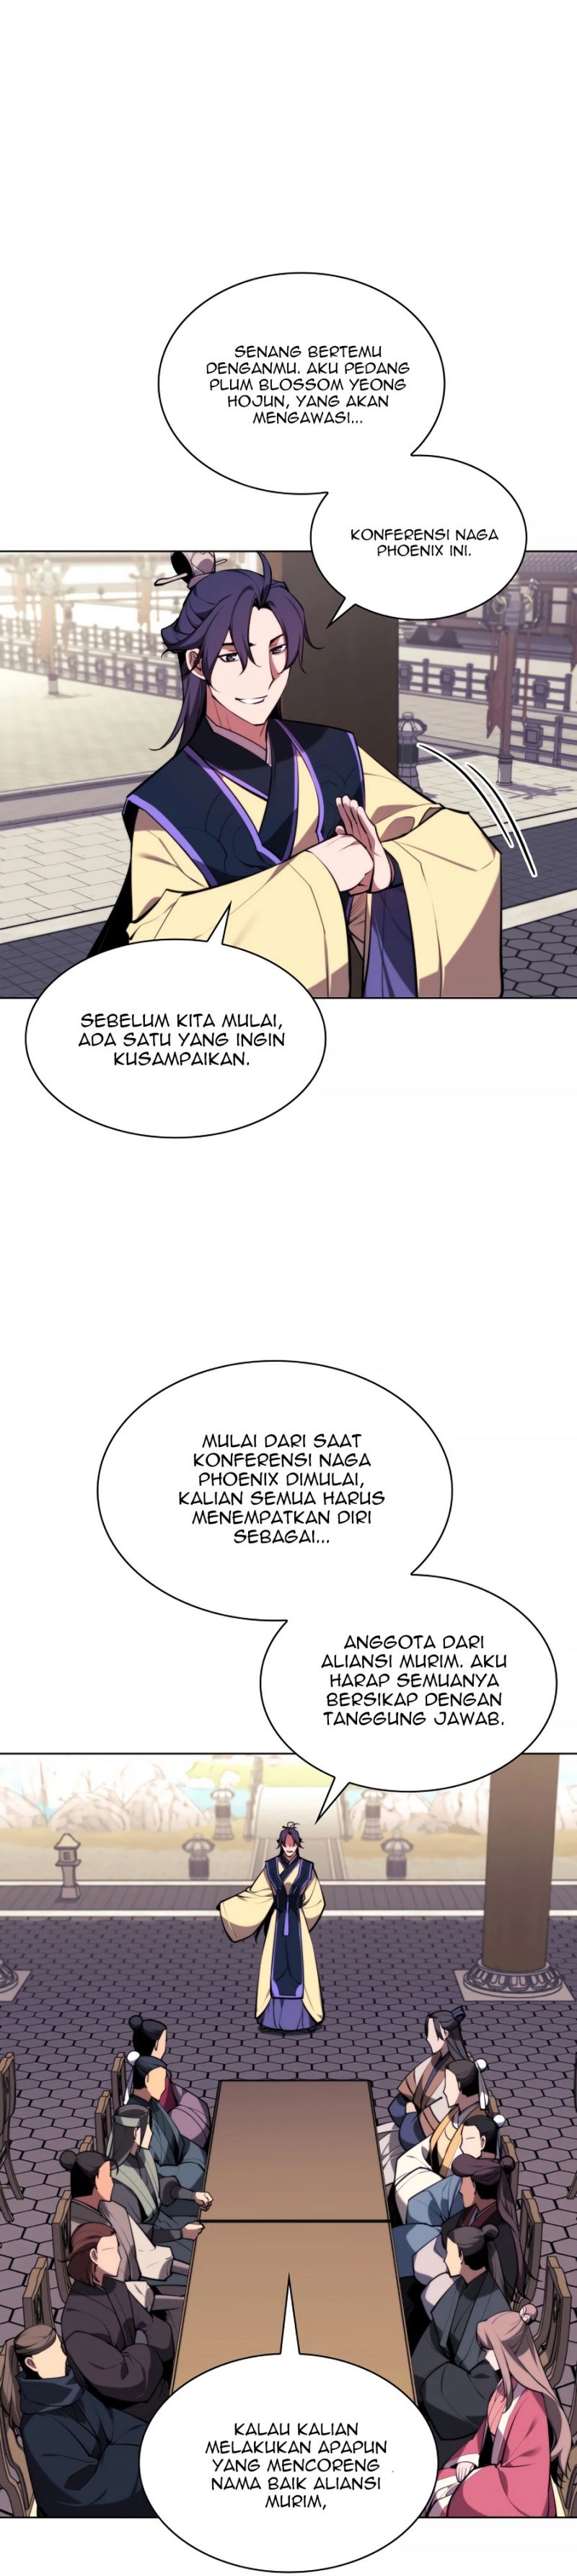 SENANG BERTEMU
DENGANMU. AKU PEDANG
PLUM BLOSSOM YEONG
HOJUN, YANG AKAN
MENGAWASI...
KONFERENSI NAGA
PHOENIX INI.
SEBELUM KITA MULAI,
ADA SATU YANG INGIN
KUSAMPAIKAN.
MULAI DARI SAAT
KONFERENSI NAGA
PHOENIX DIMULAI,
KALIAN SEMUA HARUS
MENEMPATKAN DIRI
SEBAGAI...
ANGGOTA DARI
ALIANSI MURIM. AKU
HARAP SEMUANYA
BERSIKAP DENGAN
TANGGUNG JAWAB.
KALAU KALIAN
MELAKUKAN APAPUN
YANG MENCORENG
NAMA BAIK ALIANSI
MURIM,